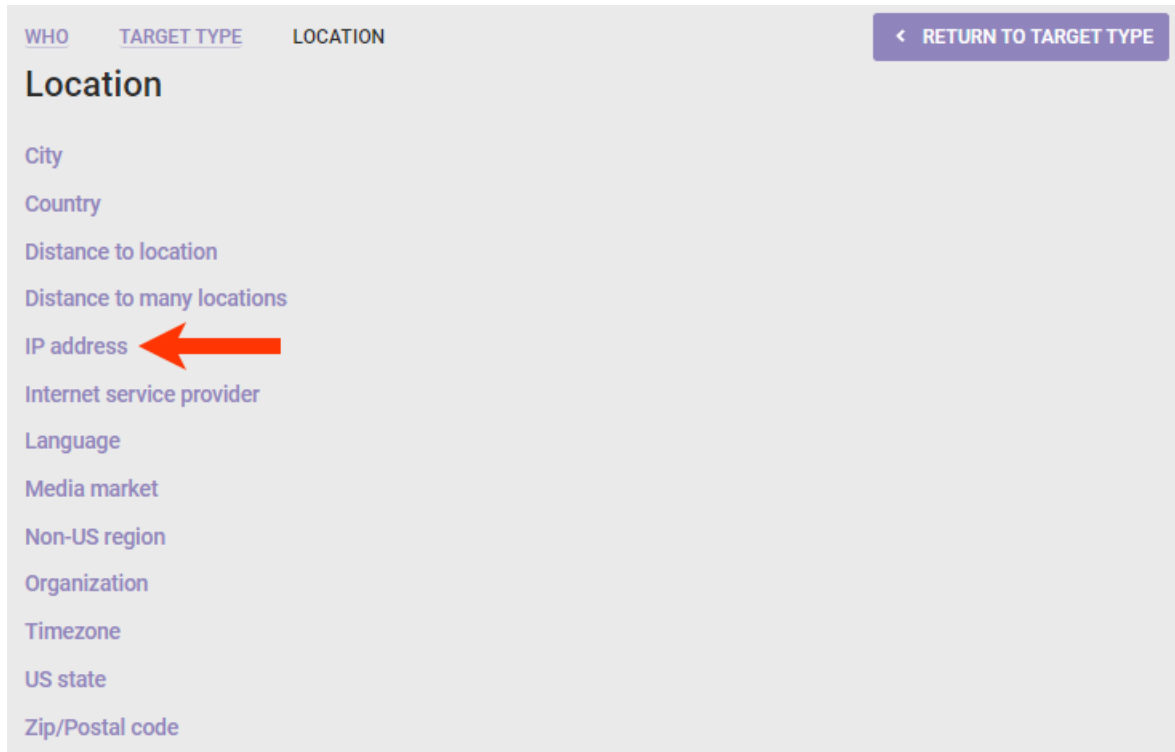 WHO TARGET TYPE LOCATION < RETURN TO TARGET TYPE
Location
City
Country
Distance to location
Distance to many locations
IP address
Internet service provider
Language
Media market
Non-US region
Organization
Timezone
US state
Zip/Postal code